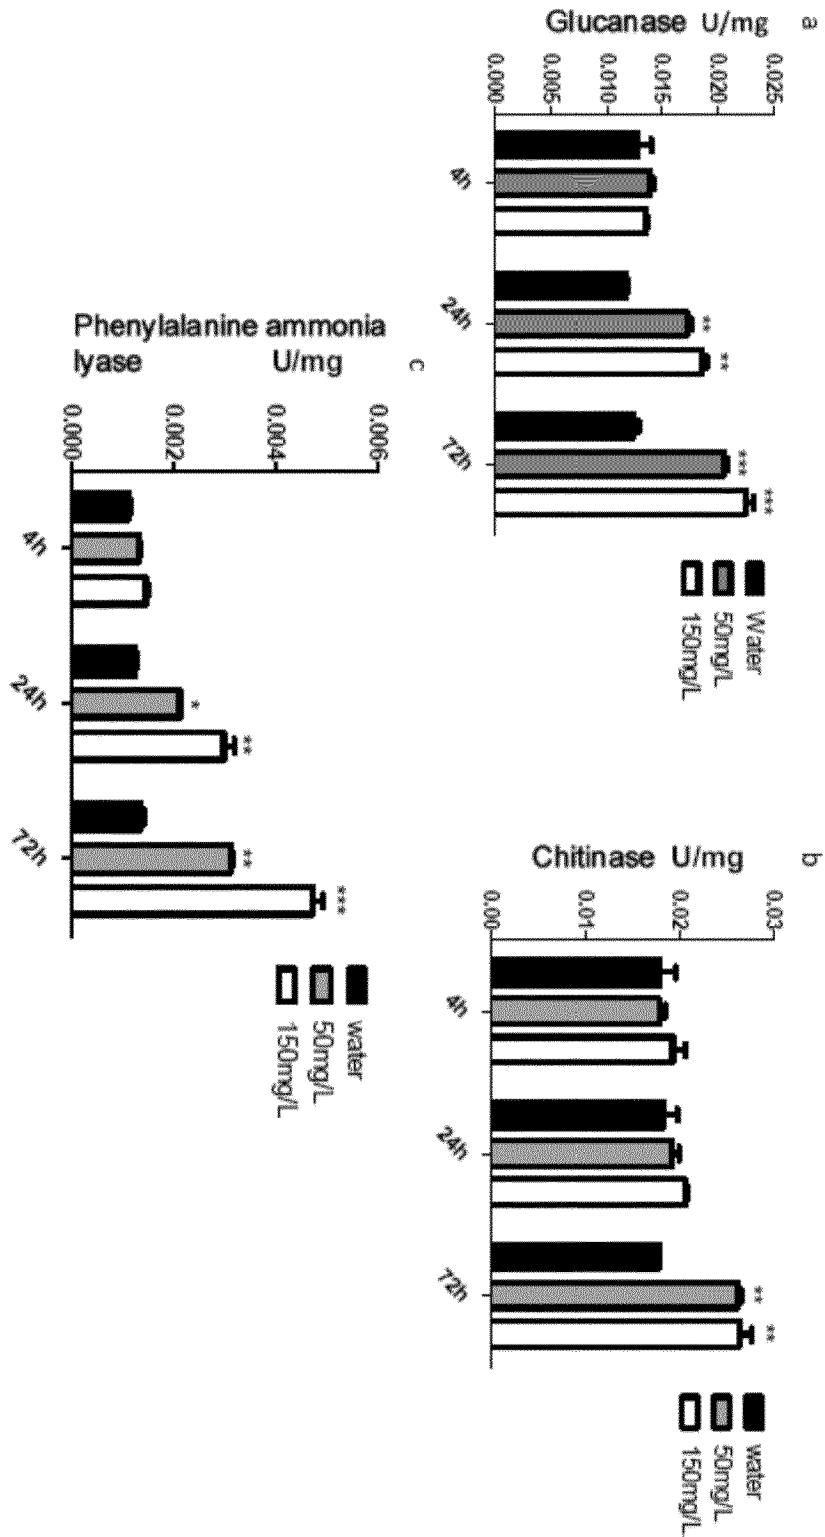 a
Glucanase U/mg
0.025
0.020
0.015
0.010
0.005
0.000
**
**
***
***
4h
24h
72h
Water
50mg/L
150mg/L
b
Chitinase U/mg
0.03
0.02
0.01
0.00
**
**
4h
24h
72h
water
50mg/L
150mg/L
c
Phenylalanine ammonia
lyase U/mg
0.006
0.004
0.002
0.000
*
**
**
***
4h
24h
72h
water
50mg/L
150mg/L